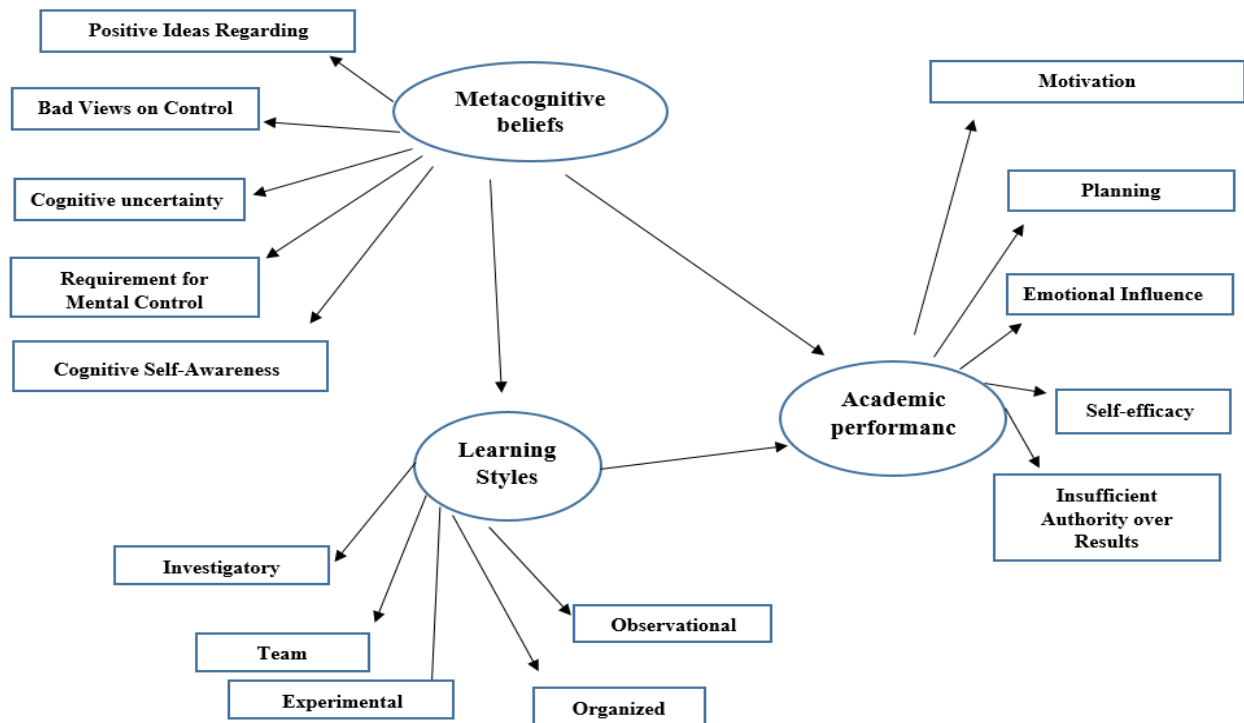 Positive Ideas Regarding
Bad Views on Control
Cognitive uncertainty
Requirement for
Mental Control
Cognitive Self-Awareness
Metacognitive
beliefs
Motivation
Planning
Emotional Influence
Self-efficacy
Insufficient
Authority over
Results
Academic
performanc
Learning
Styles
Investigatory
Team
Experimental
Organized
Observational